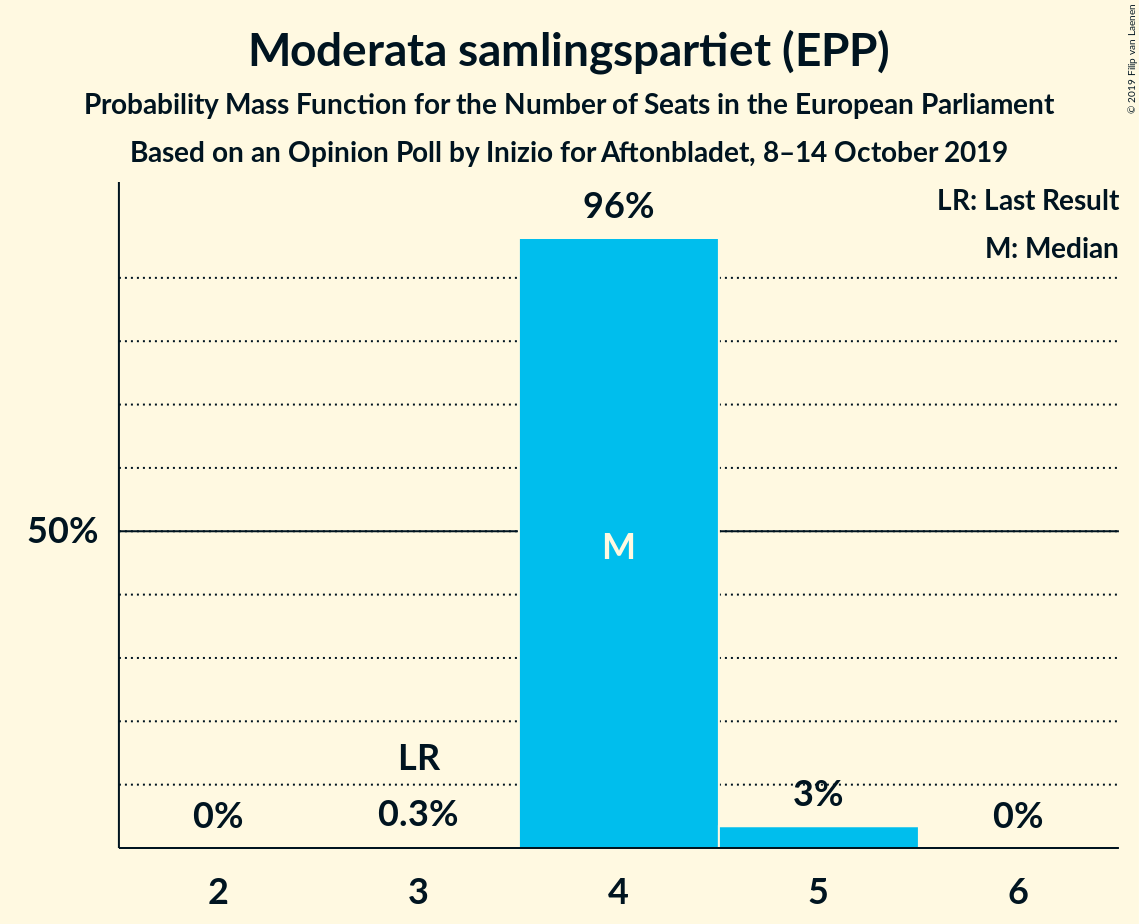 Moderata samlingspartiet (EPP)
Probability Mass Function for the Number of Seats in the European Parliament
Based on an Opinion Poll by Inizio for Aftonbladet, 8–14 October 2019
© 2019 Filip van Laenen
LR: Last Result
M: Median
96%
50%
M
LR
0%
0.3%
3%
0%
2
3
4
5
6